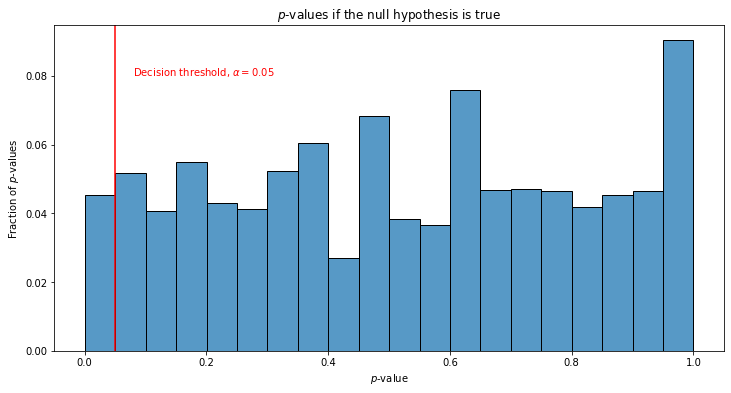 p-values if the null hypothesis is true
Decision threshold, α = 0.05
Fraction of p-values
0.08
0.06
0.04
0.02
0.00
0.0 0.2 0.4 0.6 0.8 1.0
p-value